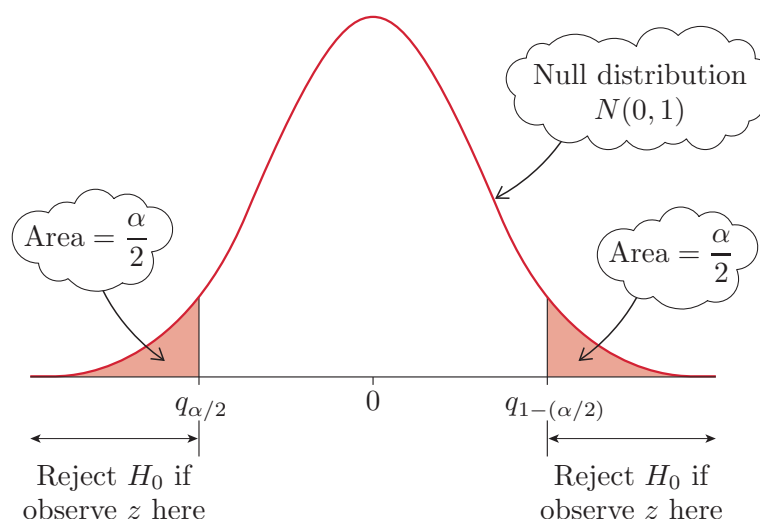 Null distribution
N(0, 1)
Area = α/2
Area = α/2
q_{α/2}
0
q_{1−(α/2)}
Reject H_0 if
observe z here
Reject H_0 if
observe z here